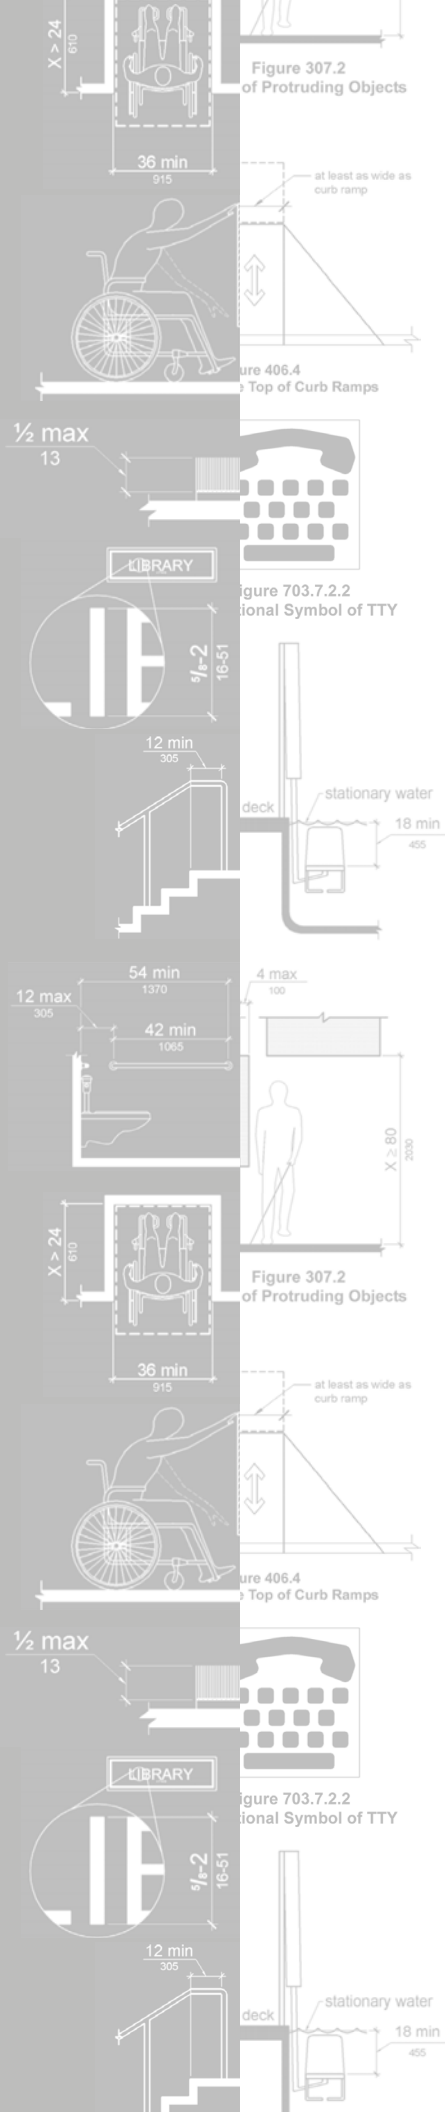 X > 24
610
Figure 307.2
of Protruding Objects
36 min
915
at least as wide as
curb ramp
ure 406.4
e Top of Curb Ramps
½ max
13
igure 703.7.2.2
tional Symbol of TTY
LIBRARY
5/8-2
16-51
12 min
305
deck
stationary water
18 min
455
54 min
1370
4 max
100
12 max
305
42 min
1065
X ≥ 80
2030
X > 24
610
Figure 307.2
of Protruding Objects
36 min
915
at least as wide as
curb ramp
ure 406.4
e Top of Curb Ramps
½ max
13
LIBRARY
igure 703.7.2.2
tional Symbol of TTY
5/8-2
16-51
12 min
305
deck
stationary water
18 min
455